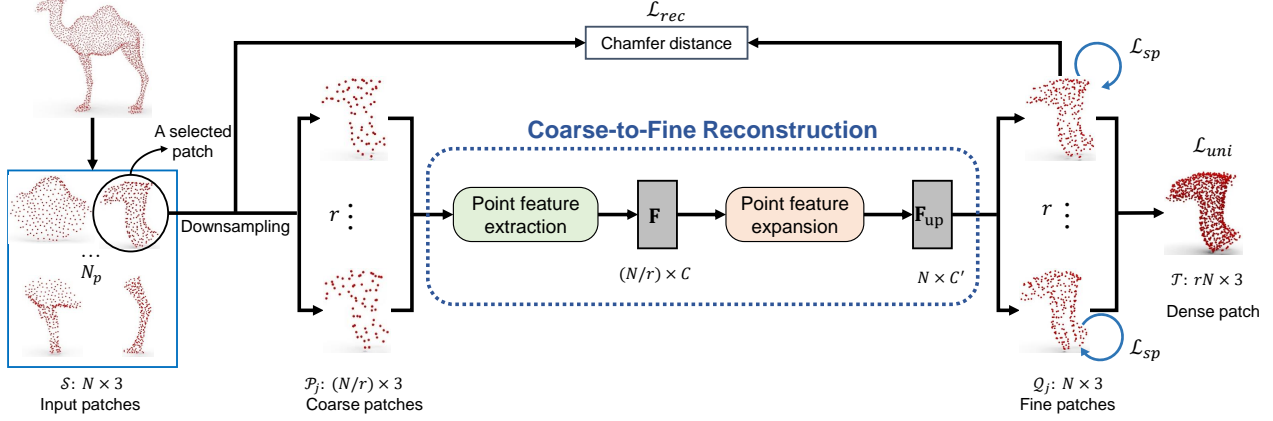 ℒ_rec
Chamfer distance
ℒ_sp
A selected
patch
Coarse-to-Fine Reconstruction
ℒ_uni
Downsampling
r ⋮
Point feature
extraction
F
Point feature
expansion
F_up
r ⋮
...
N_p
(N/r) × C
N × C′
𝒯: rN × 3
Dense patch
ℒ_sp
𝒮: N × 3
Input patches
𝒫_j: (N/r) × 3
Coarse patches
𝒬_j: N × 3
Fine patches